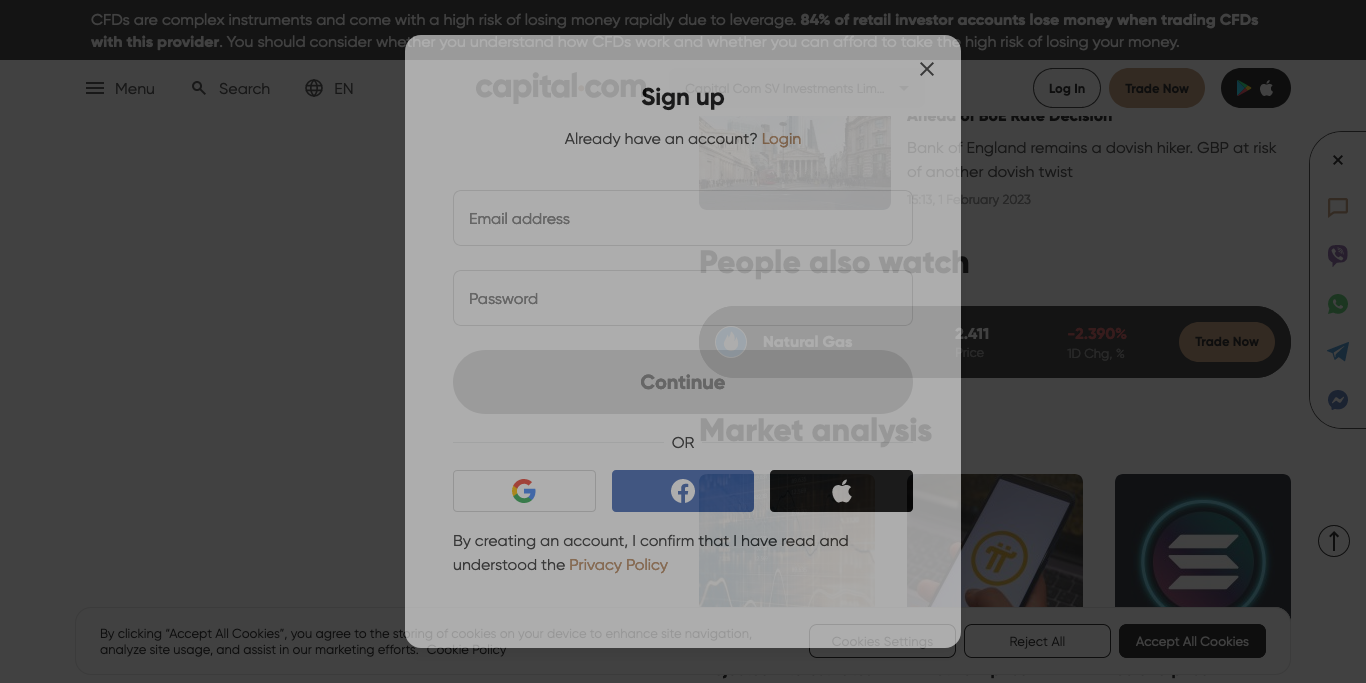 CFDs are complex instruments and come with a high risk of losing money rapidly due to leverage. 84% of retail investor accounts lose money when trading CFDs
with this provider. You should consider whether you understand how CFDs work and whether you can afford to take the high risk of losing your money.
Menu
Search
EN
capital.com
Capital Com SV Investments Lim...
Log In
Trade Now
Sign up
Already have an account? Login
Ahead of BoE Rate Decision
Bank of England remains a dovish hiker. GBP at risk
of another dovish twist
15:13, 1 February 2023
Email address
People also watch
Password
Natural Gas
2.411
Price
-2.390%
1D Chg, %
Trade Now
Continue
Market analysis
OR
By creating an account, I confirm that I have read and
understood the Privacy Policy
By clicking “Accept All Cookies”, you agree to the storing of cookies on your device to enhance site navigation,
analyze site usage, and assist in our marketing efforts. Cookie Policy
Cookies Settings
Reject All
Accept All Cookies